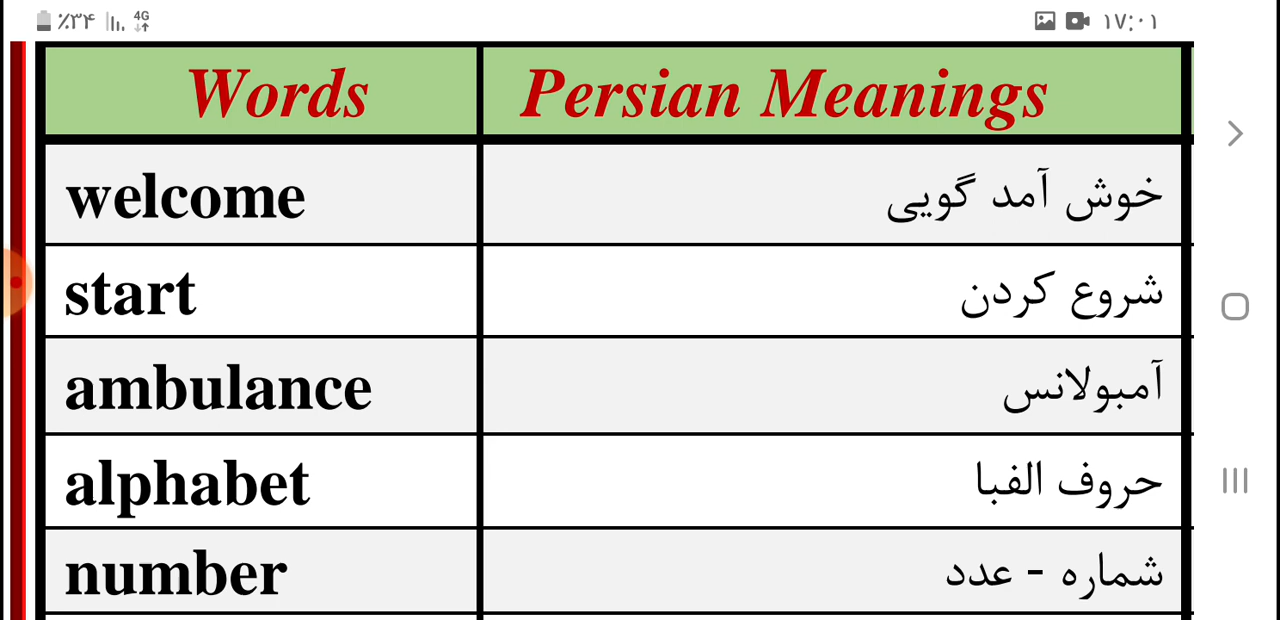 ٪۳۴ 4G ۱۷:۰۱
Words Persian Meanings
welcome خوش آمد گویی
start شروع کردن
ambulance آمبولانس
alphabet حروف الفبا
number شماره - عدد